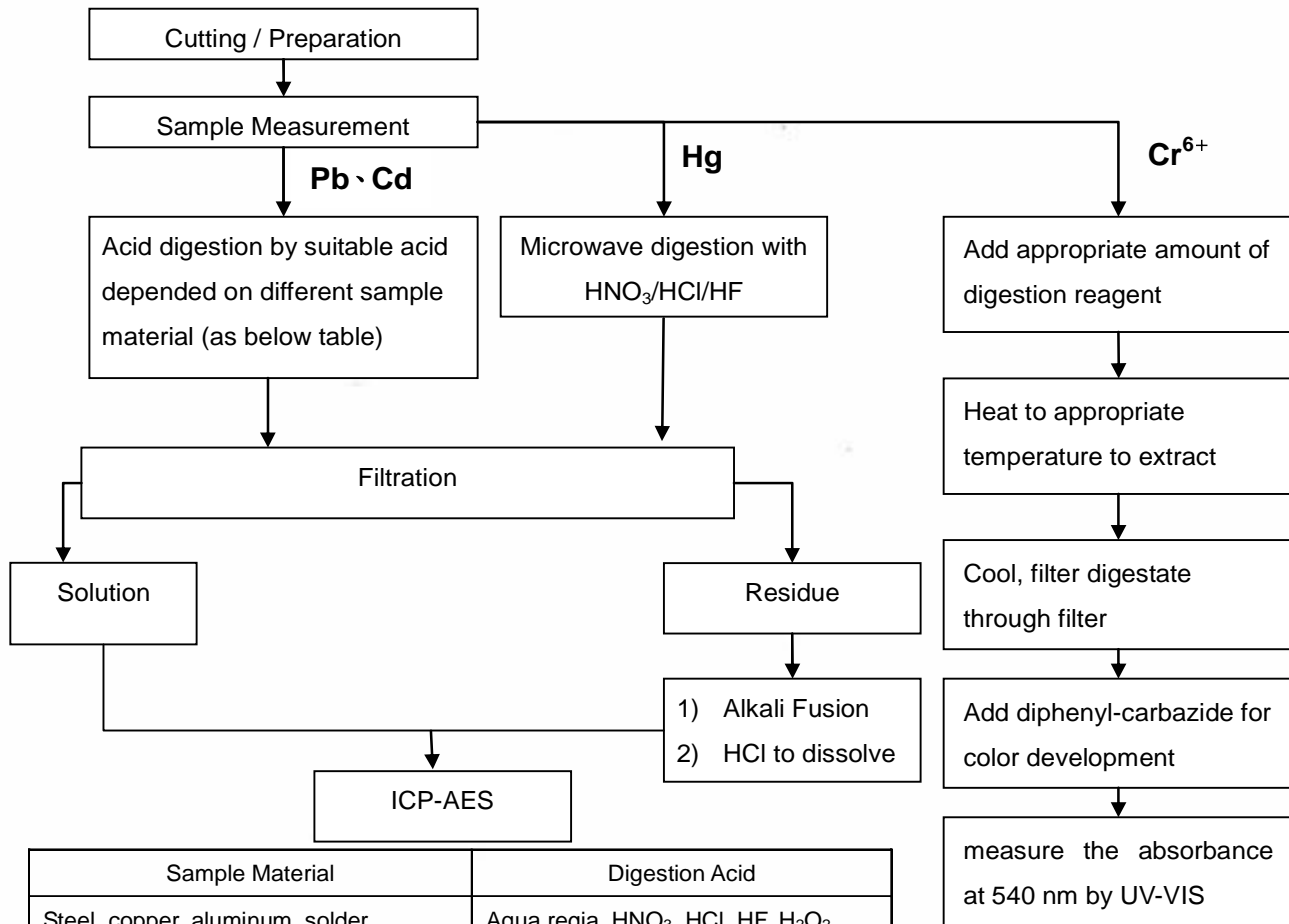 Cutting / Preparation
Sample Measurement
Pb、Cd
Hg
Cr⁶⁺
Acid digestion by suitable acid
depended on different sample
material (as below table)
Microwave digestion with
HNO₃/HCl/HF
Add appropriate amount of
digestion reagent
Heat to appropriate
temperature to extract
Filtration
Solution
Residue
Cool, filter digestate
through filter
1) Alkali Fusion
2) HCl to dissolve
Add diphenyl-carbazide for
color development
ICP-AES
measure the absorbance
at 540 nm by UV-VIS
Sample Material
Digestion Acid
Steel, copper, aluminum, solder
Aqua regia, HNO₃, HCl, HF, H₂O₂